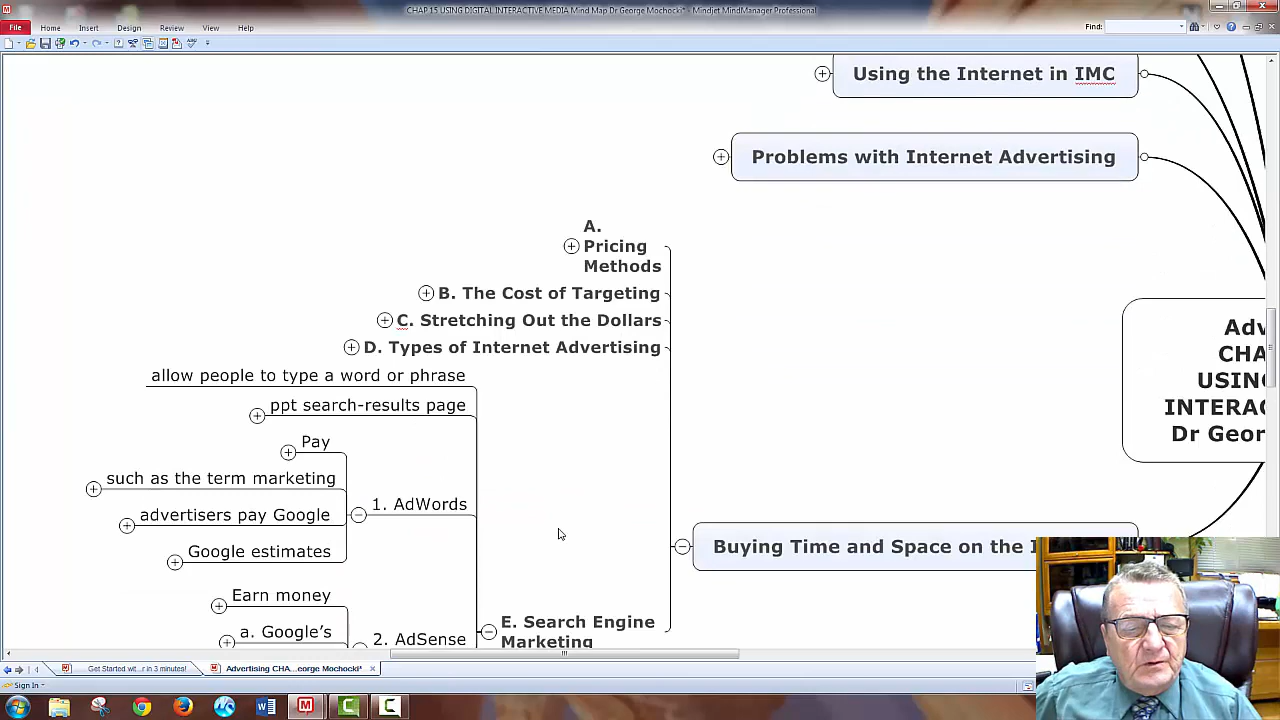 CHAP 15 USING DIGITAL INTERACTIVE MEDIA Mind Map Dr George Mochocki* - Mindjet MindManager Professional
File Home Insert Design Review View Help Find:
Using the Internet in IMC
Problems with Internet Advertising
A.
Pricing
Methods
B. The Cost of Targeting
C. Stretching Out the Dollars
D. Types of Internet Advertising
allow people to type a word or phrase
ppt search-results page
Pay
such as the term marketing
1. AdWords
advertisers pay Google
Google estimates
Earn money
a. Google's
2. AdSense
E. Search Engine
Marketing
Buying Time and Space on the I
Adv
CHA
USING
INTERAC
Dr Geor
Get Started wit...r in 3 minutes!
Advertising CHA...eorge Mochocki*
Sign In